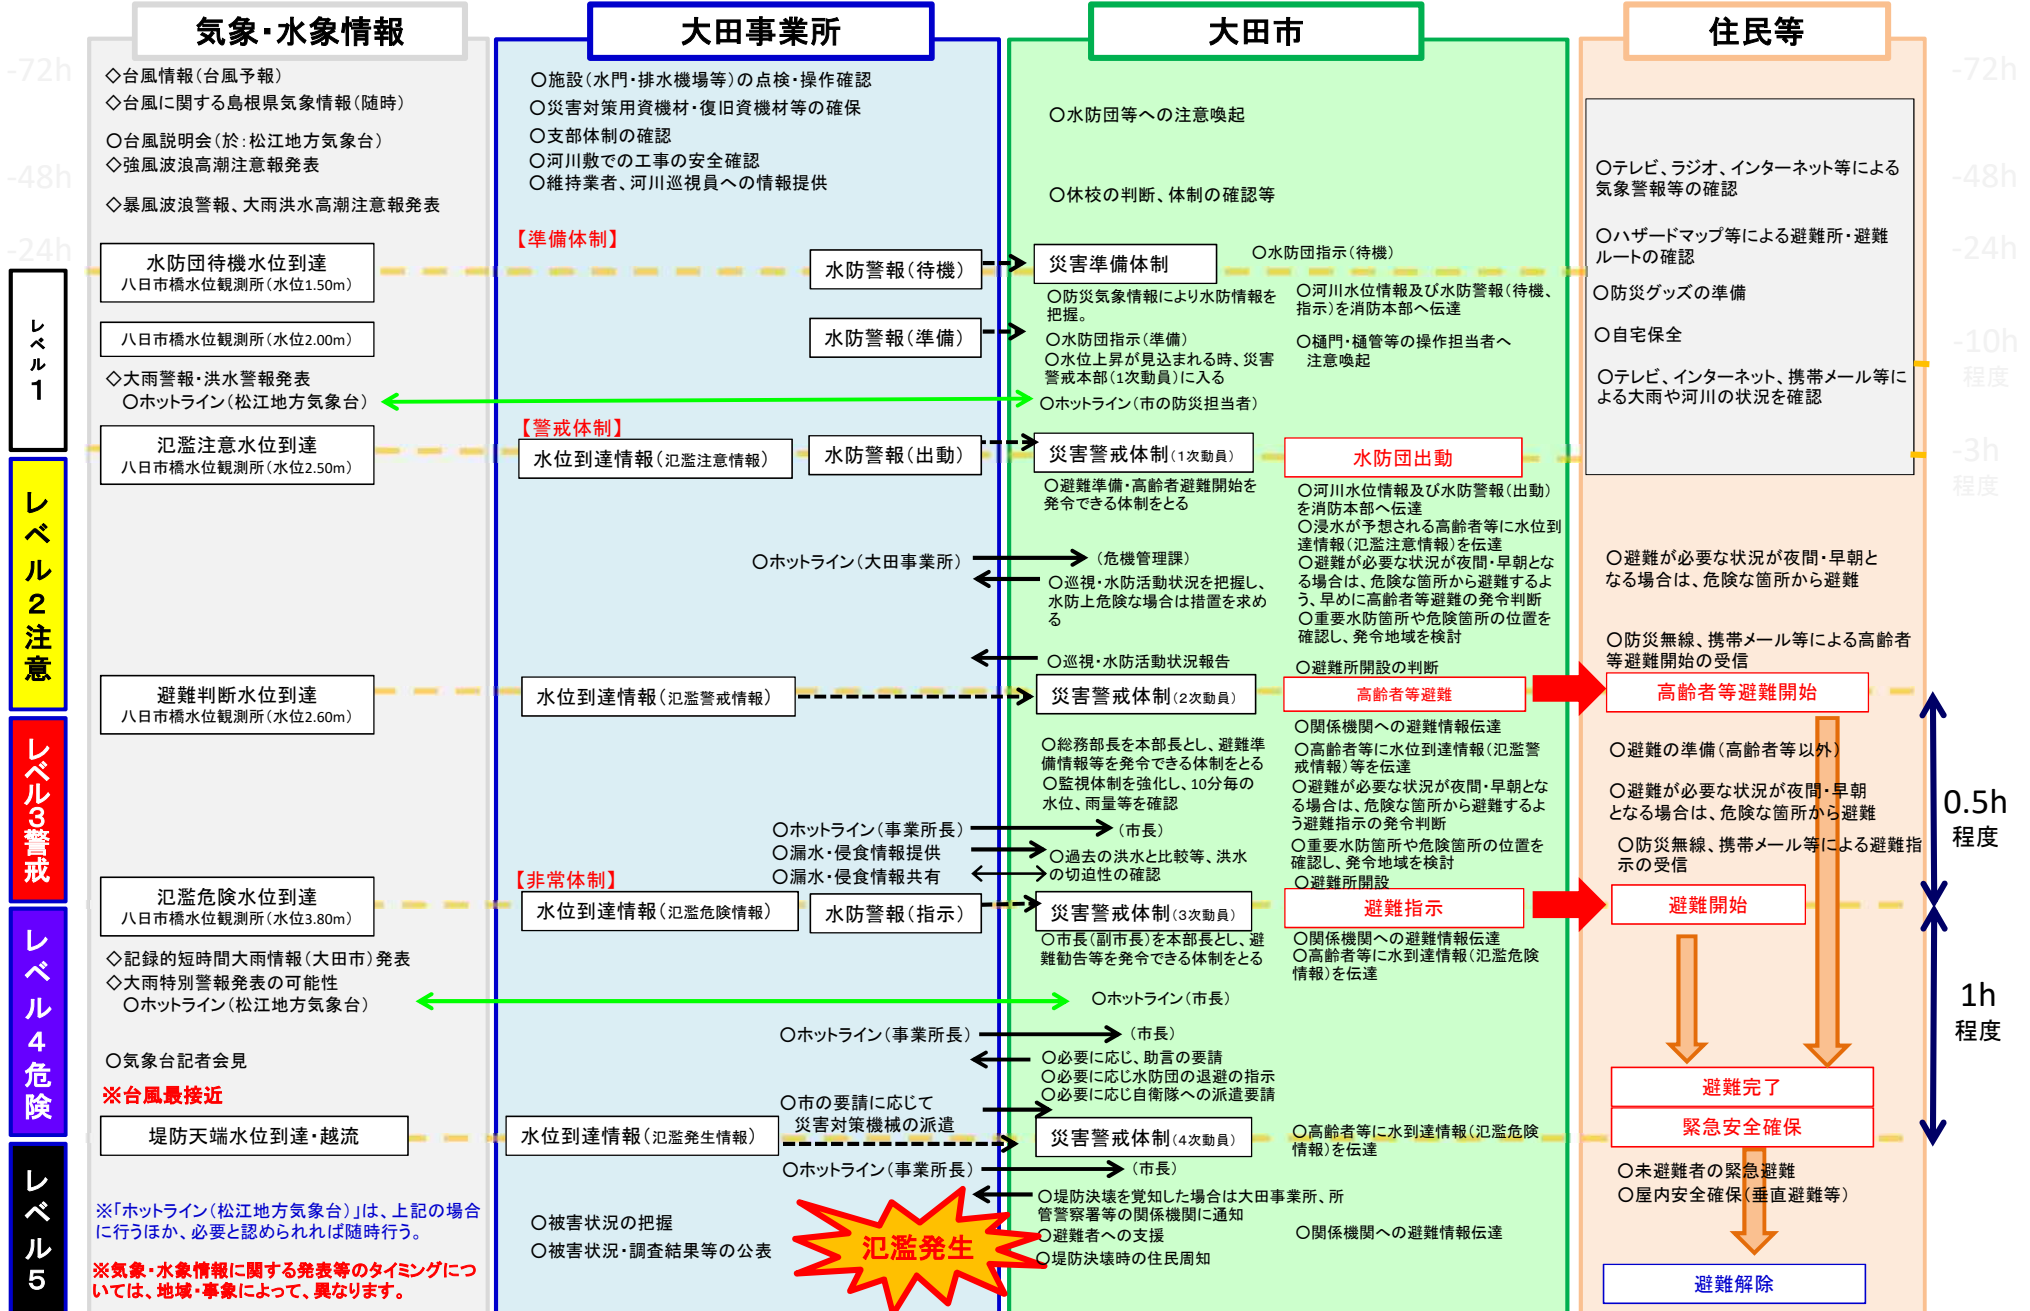 気象・水象情報
大田事業所
大田市
住民等
-72h
-48h
-24h
レベル1
レベル2注意
レベル3警戒
レベル4危険
レベル5
◇台風情報(台風予報)
◇台風に関する島根県気象情報(随時)
○台風説明会(於:松江地方気象台)
◇強風波浪高潮注意報発表
◇暴風波浪警報、大雨洪水高潮注意報発表
水防団待機水位到達
八日市橋水位観測所(水位1.50m)
八日市橋水位観測所(水位2.00m)
◇大雨警報・洪水警報発表
○ホットライン(松江地方気象台)
氾濫注意水位到達
八日市橋水位観測所(水位2.50m)
避難判断水位到達
八日市橋水位観測所(水位2.60m)
氾濫危険水位到達
八日市橋水位観測所(水位3.80m)
◇記録的短時間大雨情報(大田市)発表
◇大雨特別警報発表の可能性
○ホットライン(松江地方気象台)
○気象台記者会見
※台風最接近
堤防天端水位到達・越流
※「ホットライン(松江地方気象台)」は、上記の場合
に行うほか、必要と認められれば随時行う。
※気象・水象情報に関する発表等のタイミングにつ
いては、地域・事象によって、異なります。
○施設(水門・排水機場等)の点検・操作確認
○災害対策用資機材・復旧資機材等の確保
○支部体制の確認
○河川敷での工事の安全確認
○維持業者、河川巡視員への情報提供
【準備体制】
水防警報(待機)
水防警報(準備)
【警戒体制】
水位到達情報(氾濫注意情報)
水防警報(出動)
○ホットライン(大田事業所)
水位到達情報(氾濫警戒情報)
○ホットライン(事業所長)
○漏水・侵食情報提供
○漏水・侵食情報共有
【非常体制】
水位到達情報(氾濫危険情報)
水防警報(指示)
○ホットライン(事業所長)
○市の要請に応じて
災害対策機械の派遣
水位到達情報(氾濫発生情報)
○ホットライン(事業所長)
○被害状況の把握
○被害状況・調査結果等の公表
氾濫発生
○水防団等への注意喚起
○休校の判断、体制の確認等
災害準備体制
○水防団指示(待機)
○防災気象情報により水防情報を
把握。
○水防団指示(準備)
○水位上昇が見込まれる時、災害
警戒本部(1次動員)に入る
○ホットライン(市の防災担当者)
○河川水位情報及び水防警報(待機、
指示)を消防本部へ伝達
○樋門・樋管等の操作担当者へ
注意喚起
災害警戒体制(1次動員)
水防団出動
○避難準備・高齢者避難開始を
発令できる体制をとる
(危機管理課)
○巡視・水防活動状況を把握し、
水防上危険な場合は措置を求め
る
○巡視・水防活動状況報告
○河川水位情報及び水防警報(出動)
を消防本部へ伝達
○浸水が予想される高齢者等に水位到
達情報(氾濫注意情報)を伝達
○避難が必要な状況が夜間・早朝とな
る場合は、危険な箇所から避難するよ
う、早めに高齢者等避難の発令判断
○重要水防箇所や危険箇所の位置を
確認し、発令地域を検討
○避難所開設の判断
災害警戒体制(2次動員)
高齢者等避難
○総務部長を本部長とし、避難準
備情報等を発令できる体制をとる
○監視体制を強化し、10分毎の
水位、雨量等を確認
(市長)
○過去の洪水と比較等、洪水
の切迫性の確認
○関係機関への避難情報伝達
○高齢者等に水位到達情報(氾濫警
戒情報)等を伝達
○避難が必要な状況が夜間・早朝とな
る場合は、危険な箇所から避難するよ
う避難指示の発令判断
○重要水防箇所や危険箇所の位置を
確認し、発令地域を検討
○避難所開設
災害警戒体制(3次動員)
避難指示
○市長(副市長)を本部長とし、避
難勧告等を発令できる体制をとる
○関係機関への避難情報伝達
○高齢者等に水到達情報(氾濫危険
情報)を伝達
○ホットライン(市長)
(市長)
○必要に応じ、助言の要請
○必要に応じ水防団の退避の指示
○必要に応じ自衛隊への派遣要請
災害警戒体制(4次動員)
○高齢者等に水到達情報(氾濫危険
情報)を伝達
(市長)
○堤防決壊を覚知した場合は大田事業所、所
管警察署等の関係機関に通知
○避難者への支援
○堤防決壊時の住民周知
○関係機関への避難情報伝達
○テレビ、ラジオ、インターネット等による
気象警報等の確認
○ハザードマップ等による避難所・避難
ルートの確認
○防災グッズの準備
○自宅保全
○テレビ、インターネット、携帯メール等に
よる大雨や河川の状況を確認
○避難が必要な状況が夜間・早朝と
なる場合は、危険な箇所から避難
○防災無線、携帯メール等による高齢者
等避難開始の受信
高齢者等避難開始
○避難の準備(高齢者等以外)
○避難が必要な状況が夜間・早朝
となる場合は、危険な箇所から避難
○防災無線、携帯メール等による避難指
示の受信
避難開始
避難完了
緊急安全確保
○未避難者の緊急避難
○屋内安全確保(垂直避難等)
避難解除
-72h
-48h
-24h
-10h
程度
-3h
程度
0.5h
程度
1h
程度